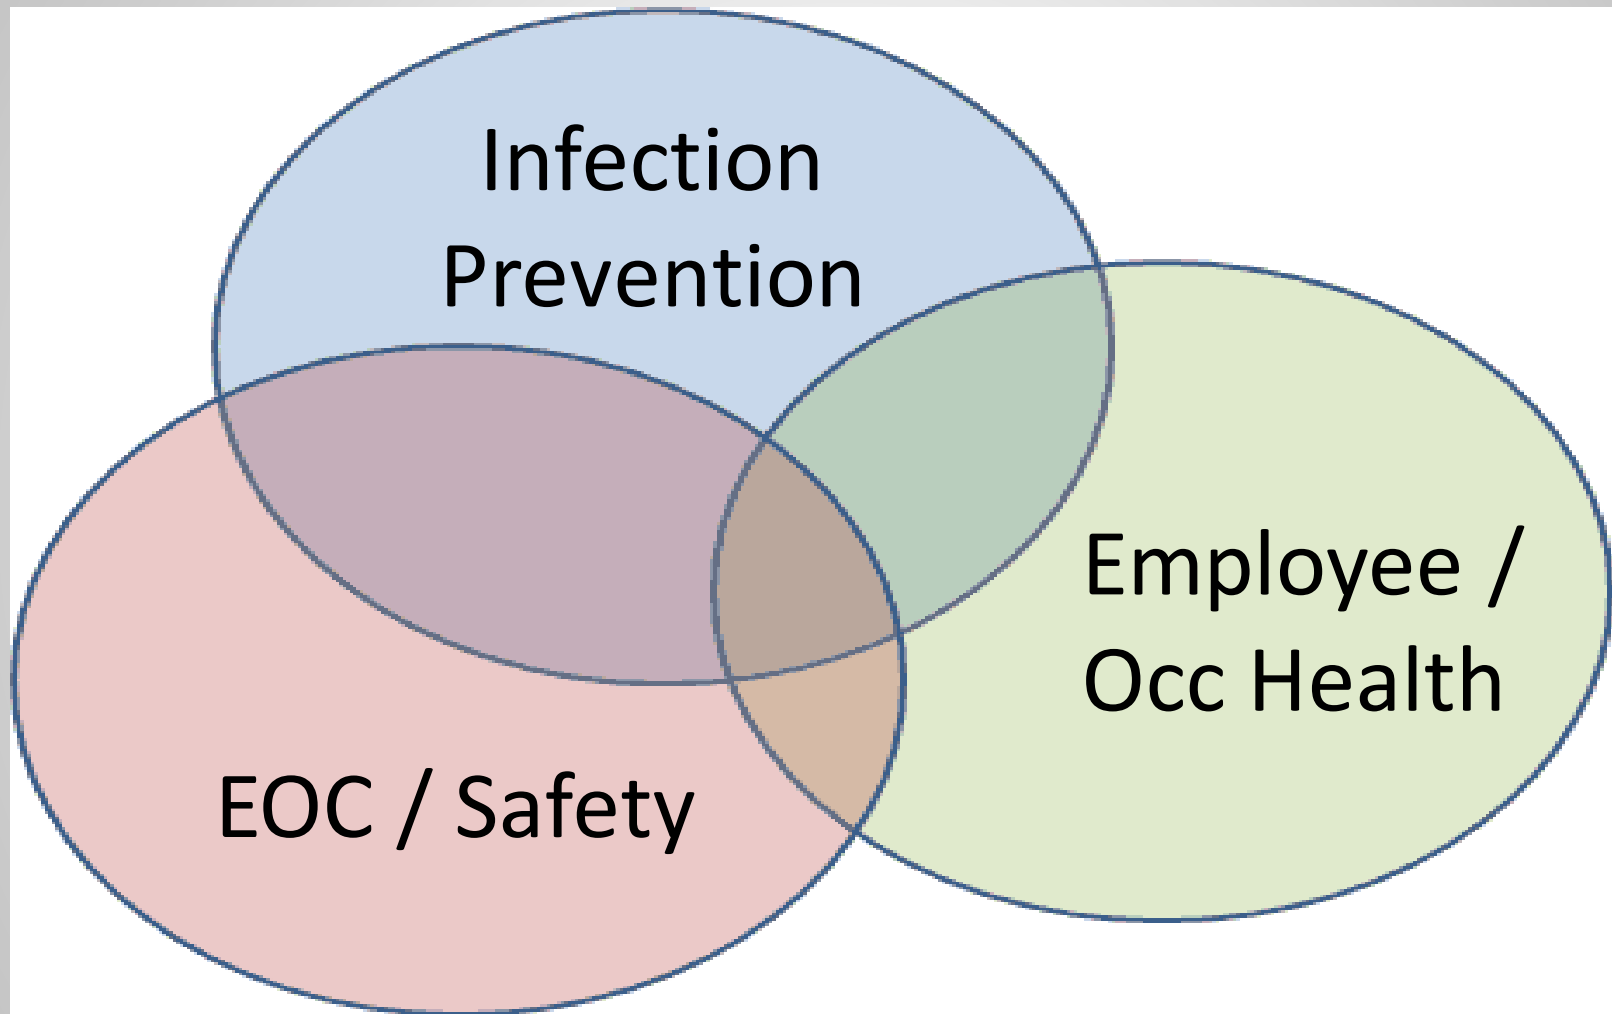 Infection
Prevention
Employee /
Occ Health
EOC / Safety